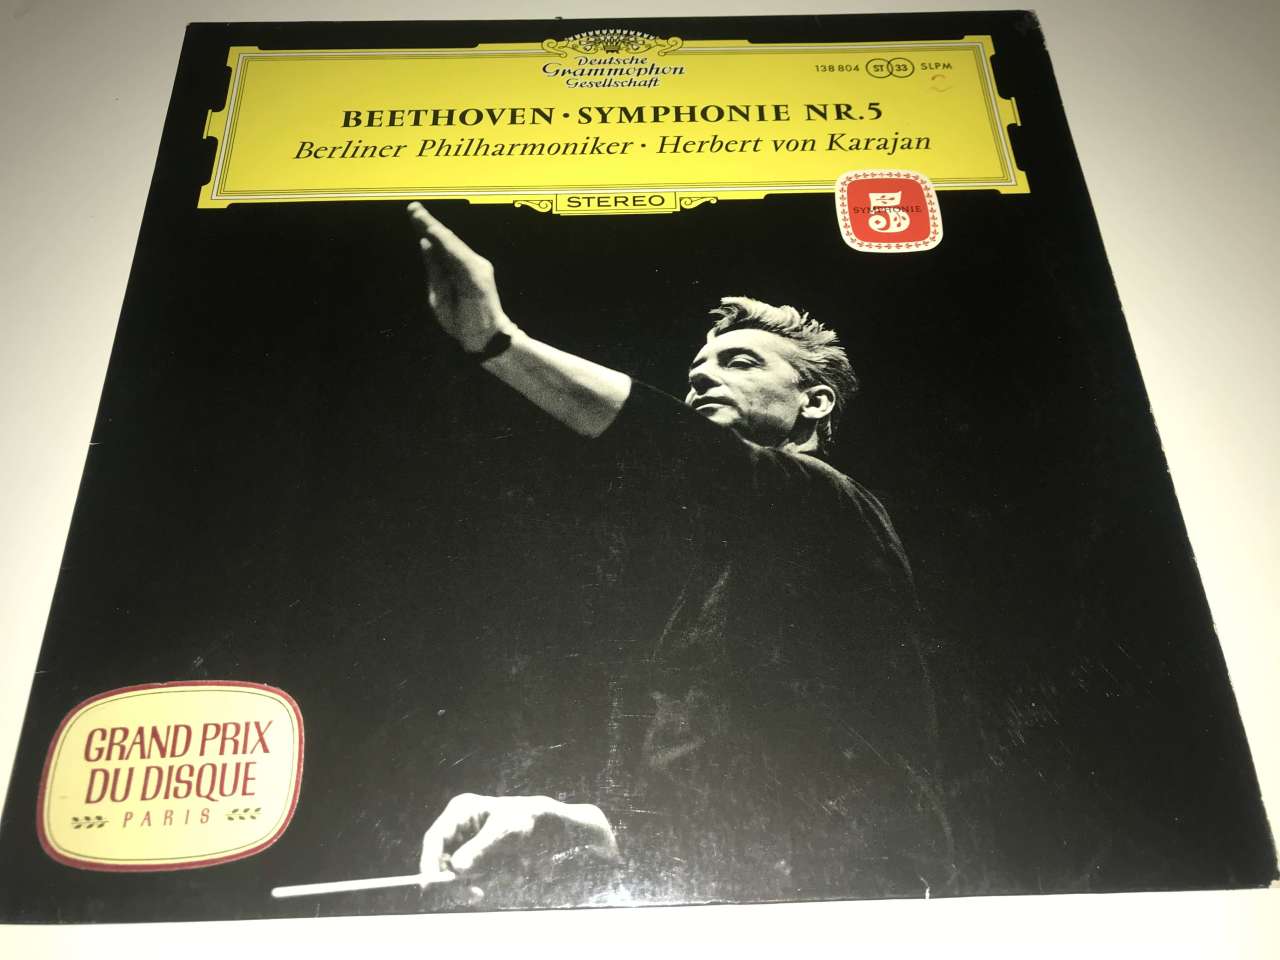 Deutsche
Grammophon
Gesellschaft
138 804 ST 33 SLPM
BEETHOVEN · SYMPHONIE NR. 5
Berliner Philharmoniker · Herbert von Karajan
STEREO
5
SYMPHONIE
GRAND PRIX
DU DISQUE
PARIS